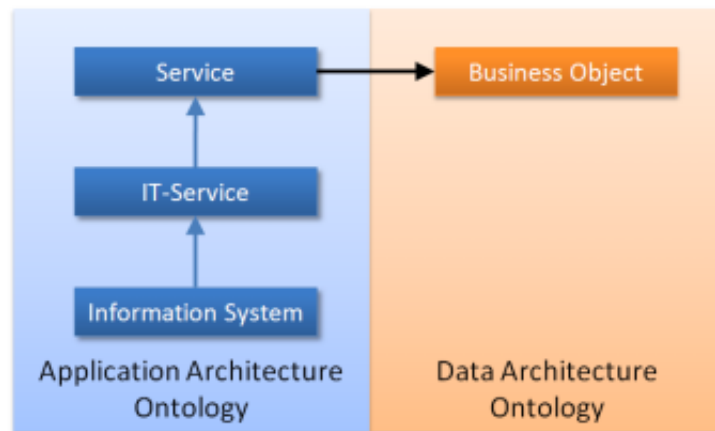 Service
Business Object
IT-Service
Information System
Application Architecture
Ontology
Data Architecture
Ontology